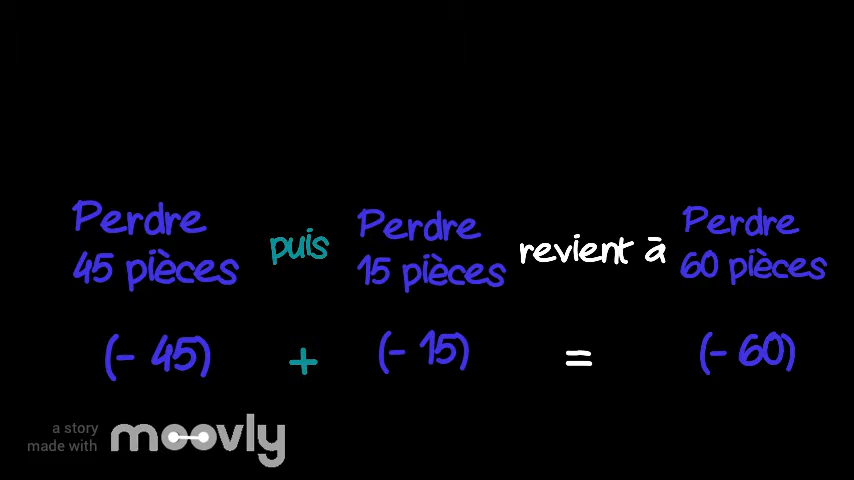 Perdre
45 pièces
puis
Perdre
15 pièces
revient à
Perdre
60 pièces
(- 45) + (- 15) = (- 60)
a story
made with
moovly